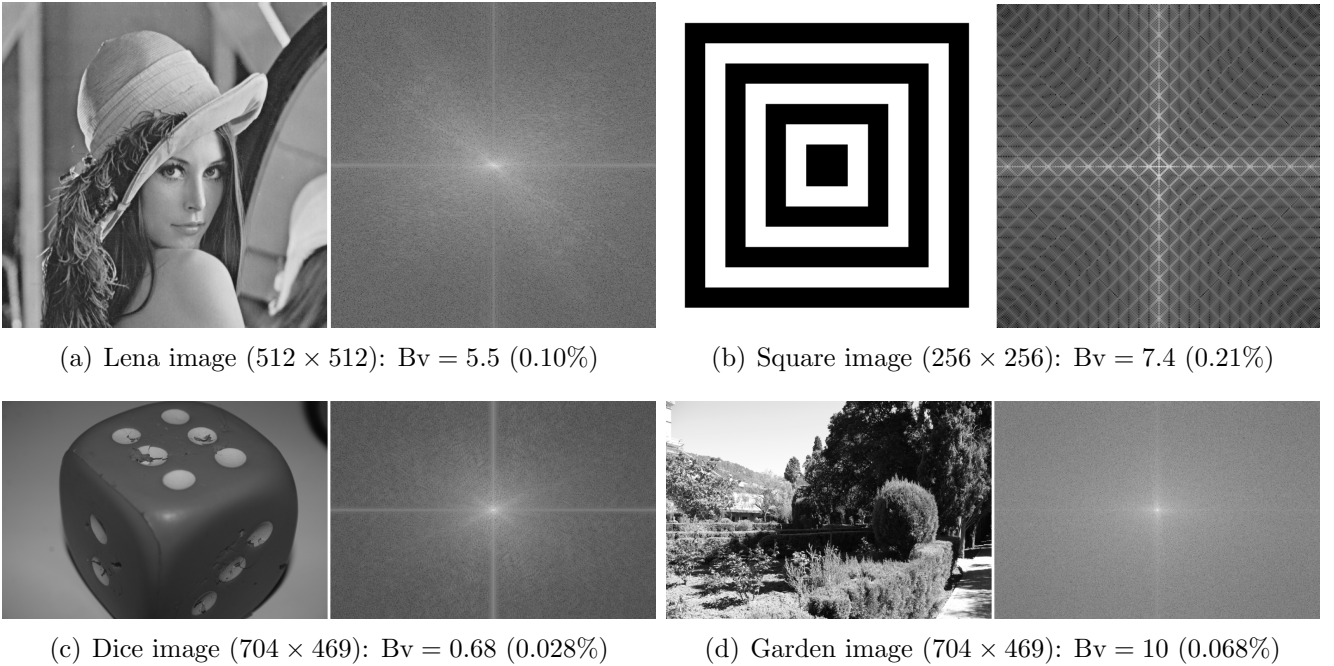 (a) Lena image (512 × 512): Bv = 5.5 (0.10%)
(b) Square image (256 × 256): Bv = 7.4 (0.21%)
(c) Dice image (704 × 469): Bv = 0.68 (0.028%)
(d) Garden image (704 × 469): Bv = 10 (0.068%)